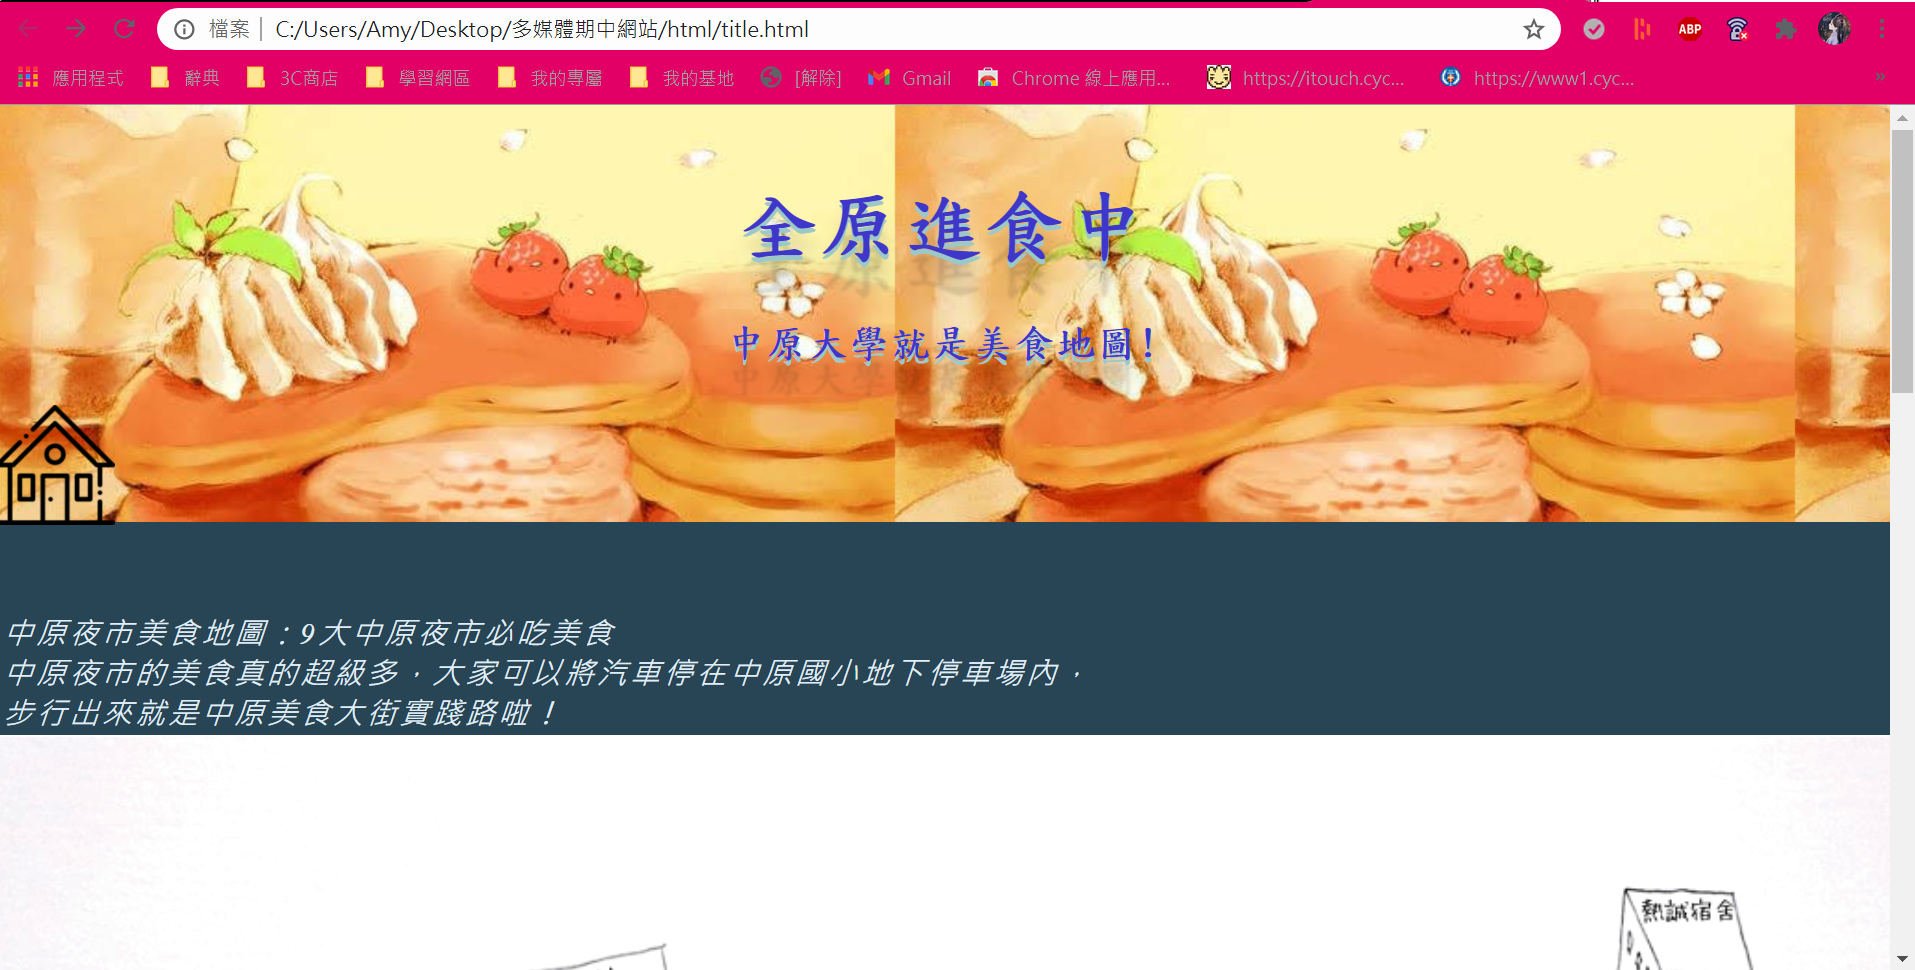 檔案 C:/Users/Amy/Desktop/多媒體期中網站/html/title.html
ABP
應用程式 辭典 3C商店 學習網區 我的專屬 我的基地 [解除] Gmail Chrome 線上應用... https://itouch.cyc... https://www1.cyc... »
全原進食中
中原大學就是美食地圖!
中原夜市美食地圖：9大中原夜市必吃美食
中原夜市的美食真的超級多，大家可以將汽車停在中原國小地下停車場內，
步行出來就是中原美食大街實踐路啦！
熱誠宿舍